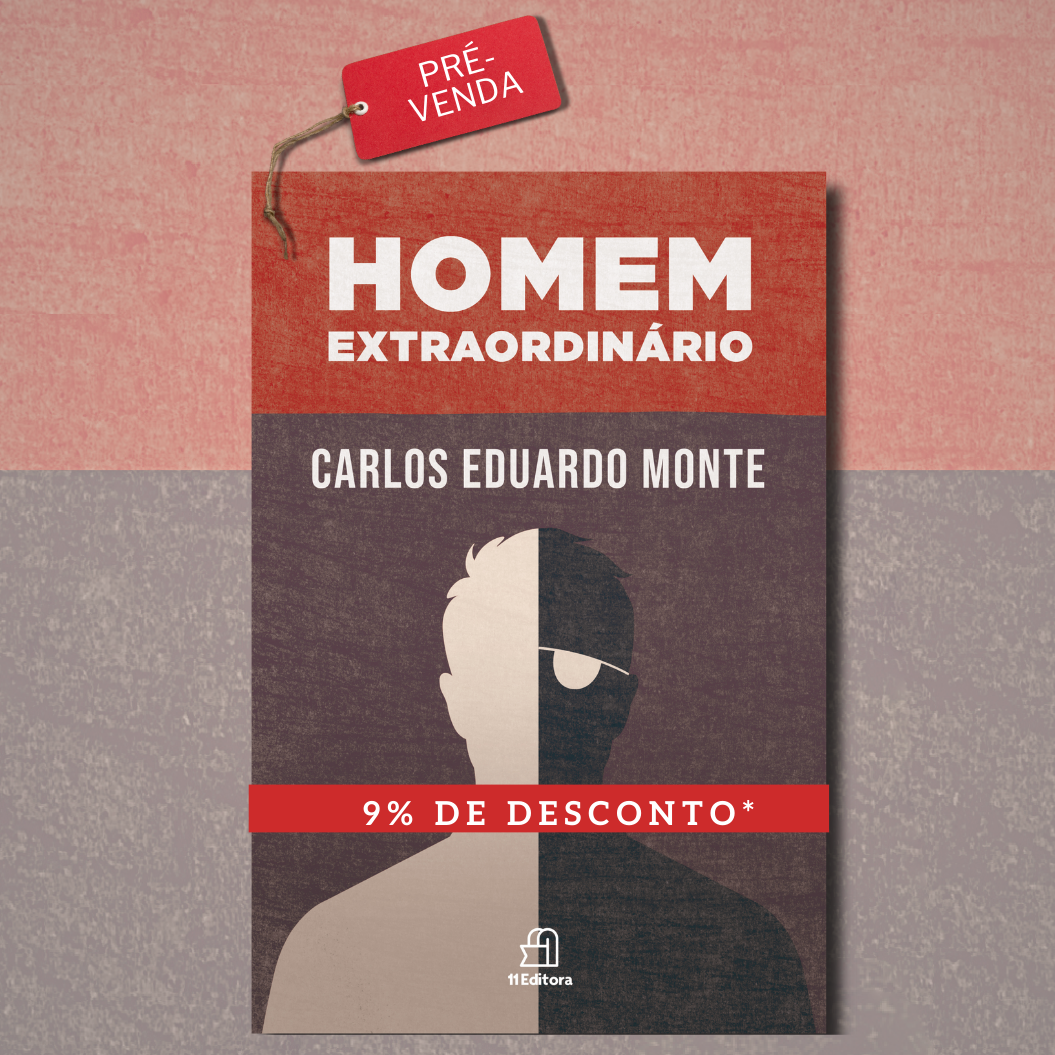 PRÉ-
VENDA
HOMEM
EXTRAORDINÁRIO
CARLOS EDUARDO MONTE
9% DE DESCONTO*
11Editora